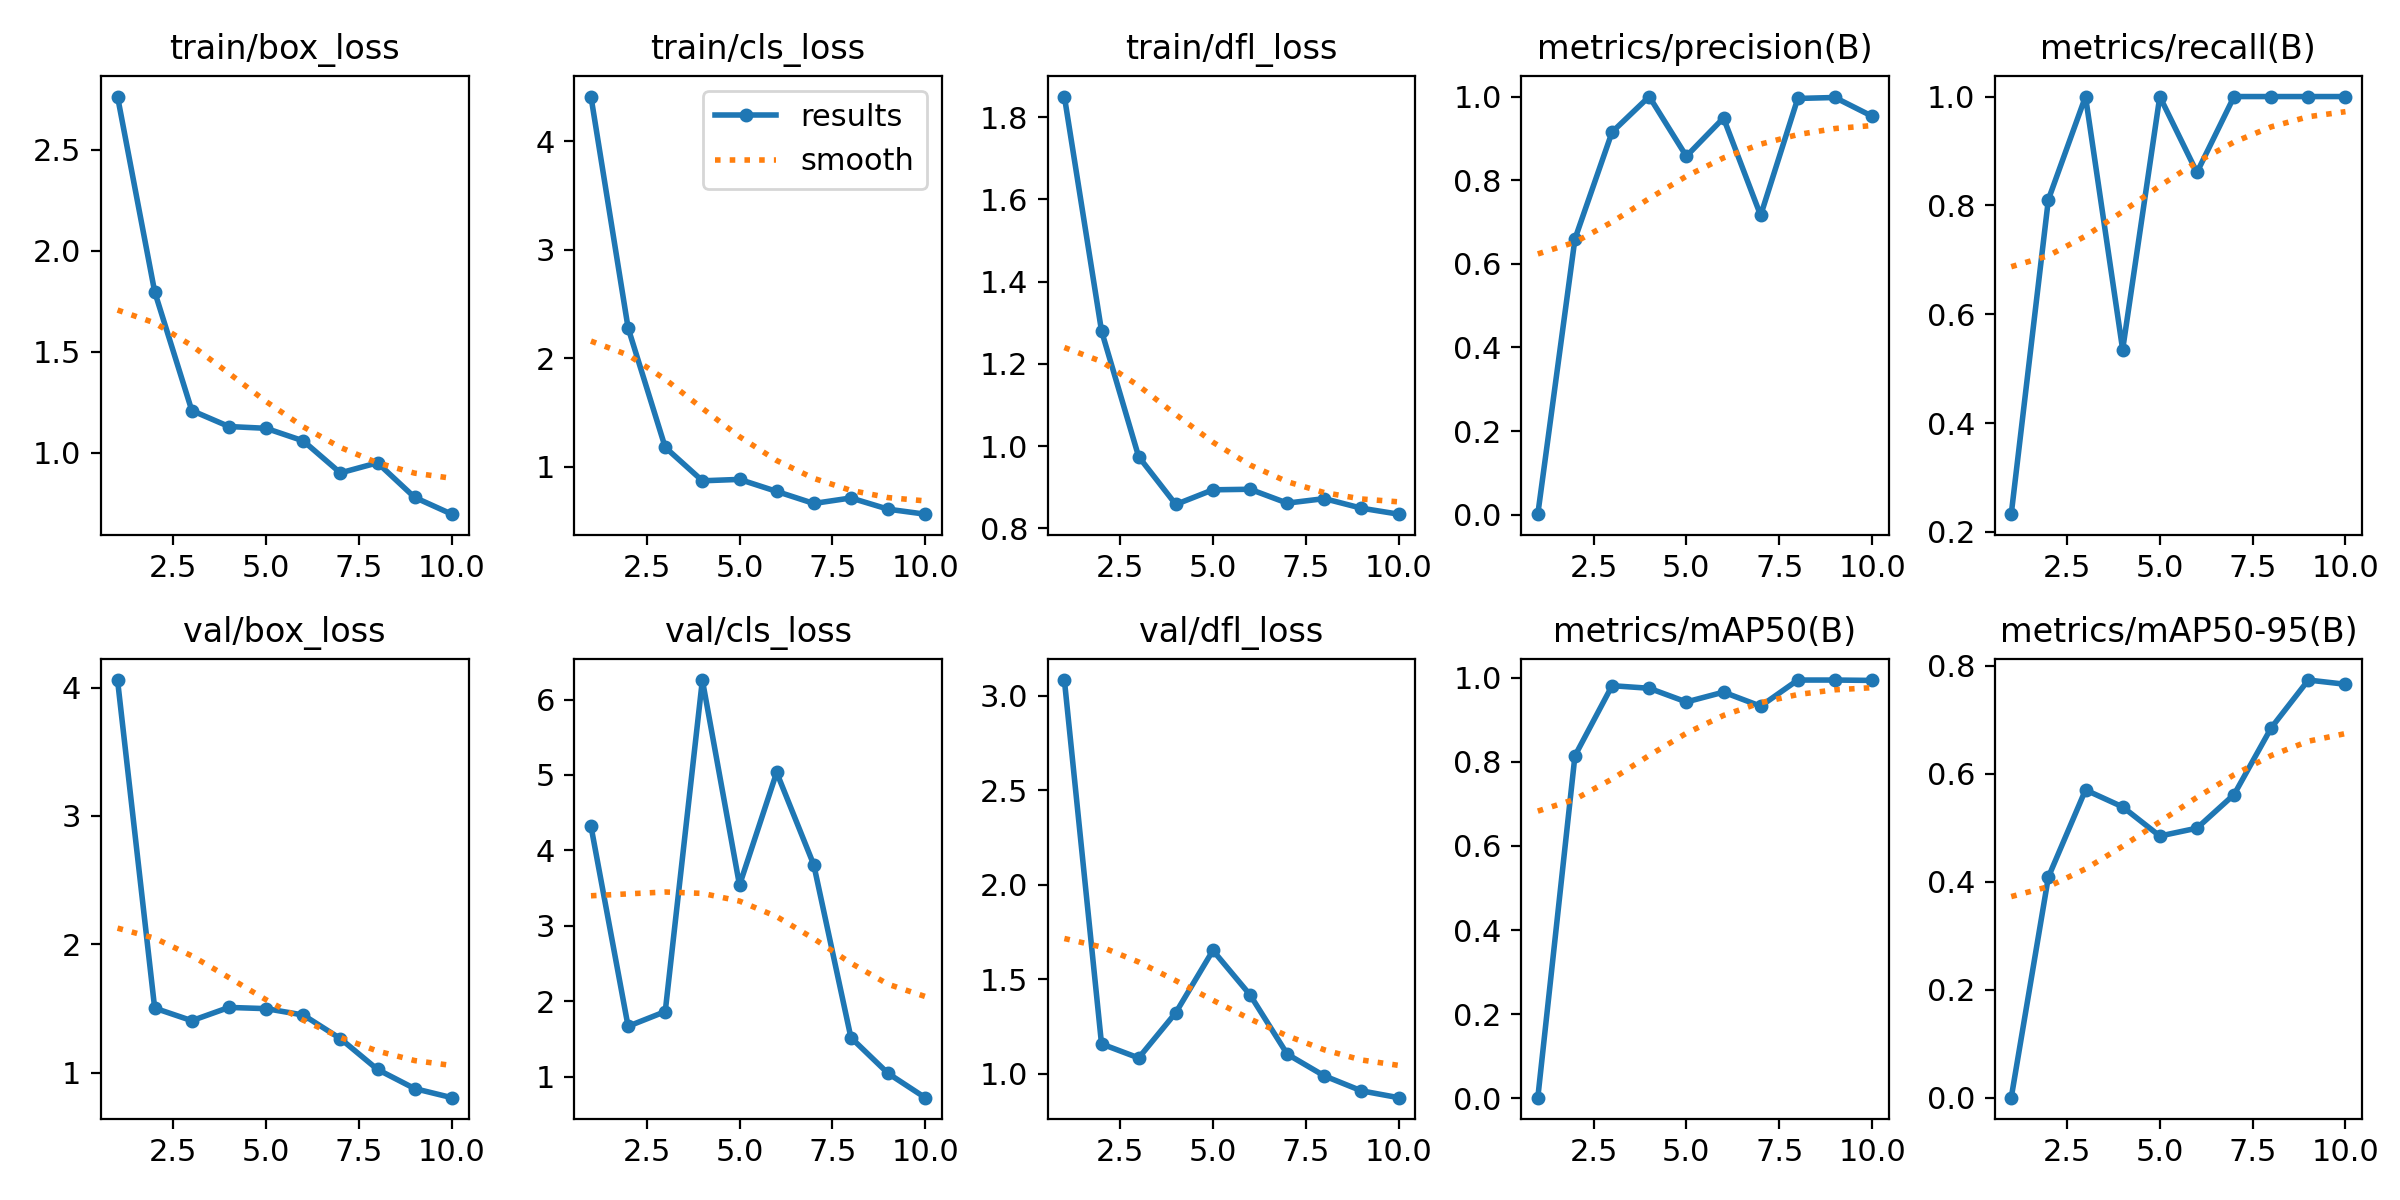 train/box_loss
train/cls_loss
train/dfl_loss
metrics/precision(B)
metrics/recall(B)
2.5
2.0
1.5
1.0
2.5 5.0 7.5 10.0
results
smooth
4
3
2
1
2.5 5.0 7.5 10.0
1.8
1.6
1.4
1.2
1.0
0.8
2.5 5.0 7.5 10.0
1.0
0.8
0.6
0.4
0.2
0.0
2.5 5.0 7.5 10.0
1.0
0.8
0.6
0.4
0.2
2.5 5.0 7.5 10.0
val/box_loss
val/cls_loss
val/dfl_loss
metrics/mAP50(B)
metrics/mAP50-95(B)
4
3
2
1
2.5 5.0 7.5 10.0
6
5
4
3
2
1
2.5 5.0 7.5 10.0
3.0
2.5
2.0
1.5
1.0
2.5 5.0 7.5 10.0
1.0
0.8
0.6
0.4
0.2
0.0
2.5 5.0 7.5 10.0
0.8
0.6
0.4
0.2
0.0
2.5 5.0 7.5 10.0